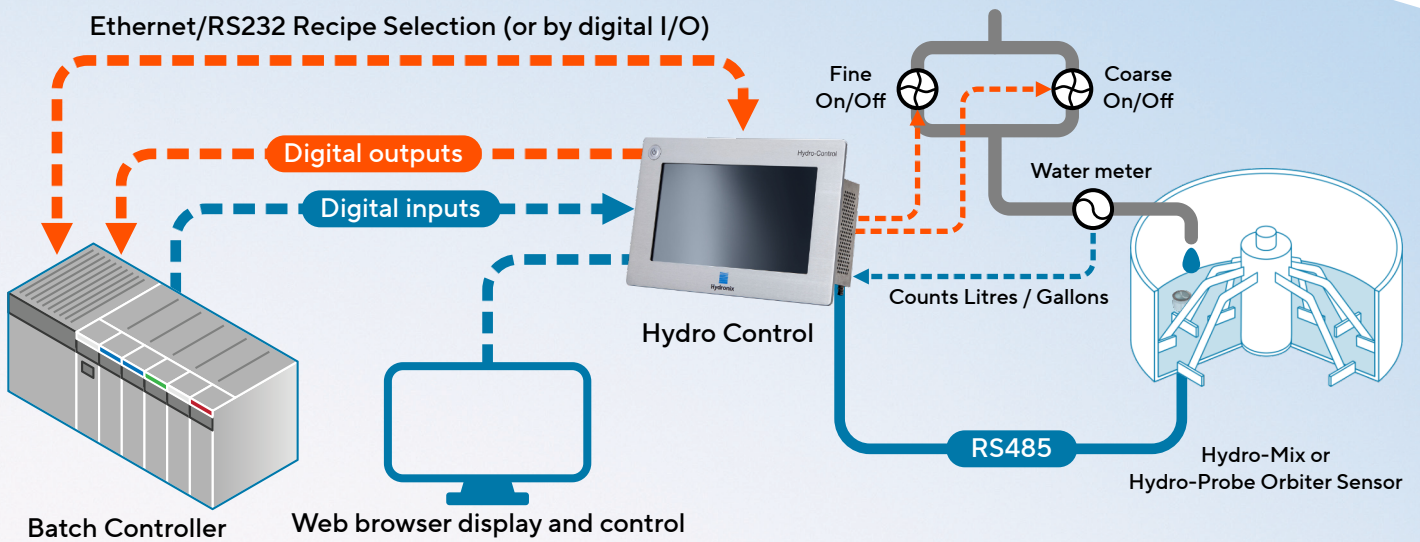 Ethernet/RS232 Recipe Selection (or by digital I/O)
Fine
On/Off
Coarse
On/Off
Digital outputs
Hydro-Control
Water meter
Digital inputs
Hydronix
Counts Litres / Gallons
Hydro Control
RS485
Hydro-Mix or
Hydro-Probe Orbiter Sensor
Batch Controller
Web browser display and control